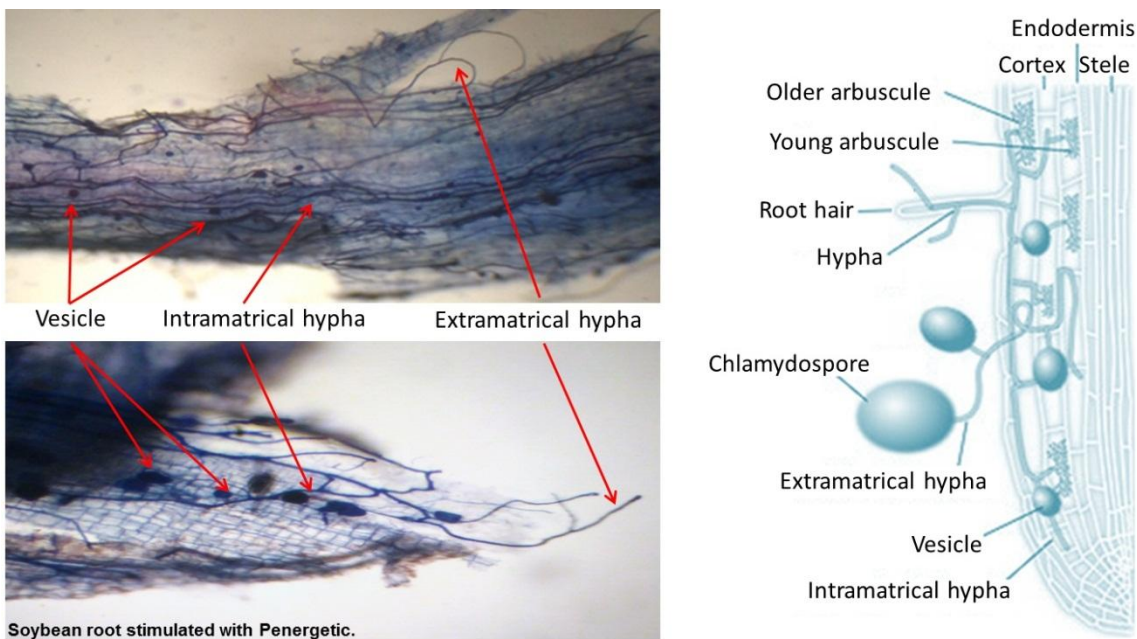 Vesicle
Intramatrical hypha
Extramatrical hypha
Soybean root stimulated with Penergetic.
Endodermis
Cortex
Stele
Older arbuscule
Young arbuscule
Root hair
Hypha
Chlamydospore
Extramatrical hypha
Vesicle
Intramatrical hypha